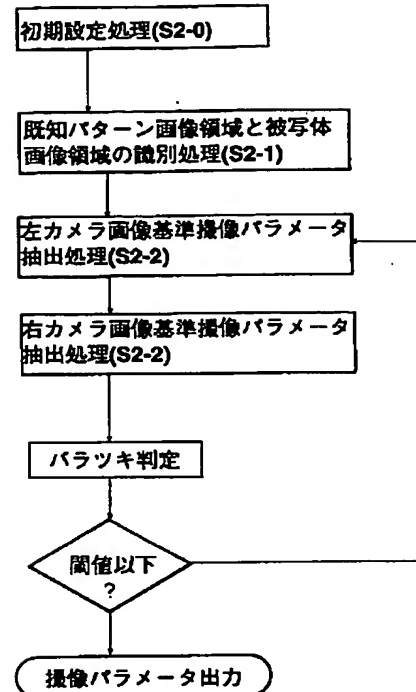 初期設定処理(S2-0)
既知パターン画像領域と被写体
画像領域の識別処理(S2-1)
左カメラ画像基準撮像パラメータ
抽出処理(S2-2)
右カメラ画像基準撮像パラメータ
抽出処理(S2-2)
バラツキ判定
閾値以下
?
撮像パラメータ出力